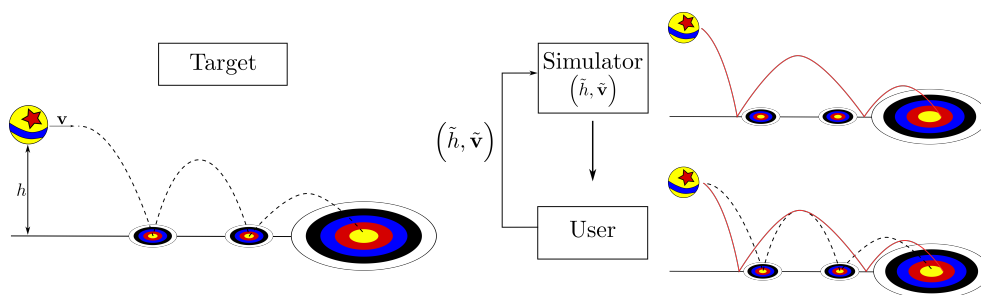 Target
v
h
Simulator
(h̃, ṽ)
(h̃, ṽ)
User